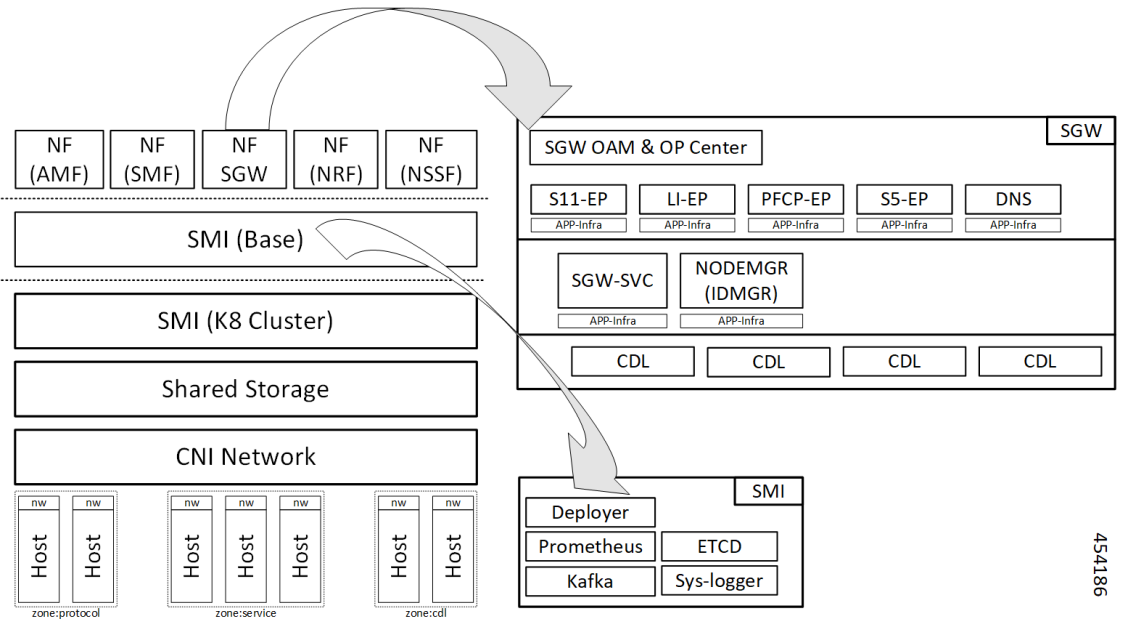 NF
(AMF)
NF
(SMF)
NF
SGW
NF
(NRF)
NF
(NSSF)
SMI (Base)
SMI (K8 Cluster)
Shared Storage
CNI Network
nw
nw
nw
nw
nw
nw
nw
Host
Host
Host
Host
Host
Host
Host
zone:protocol
zone:service
zone:cdl
SGW
SGW OAM & OP Center
S11-EP
LI-EP
PFCP-EP
S5-EP
DNS
APP-Infra
APP-Infra
APP-Infra
APP-Infra
APP-Infra
SGW-SVC
NODEMGR
(IDMGR)
APP-Infra
APP-Infra
CDL
CDL
CDL
CDL
SMI
Deployer
Prometheus
ETCD
Kafka
Sys-logger
454186